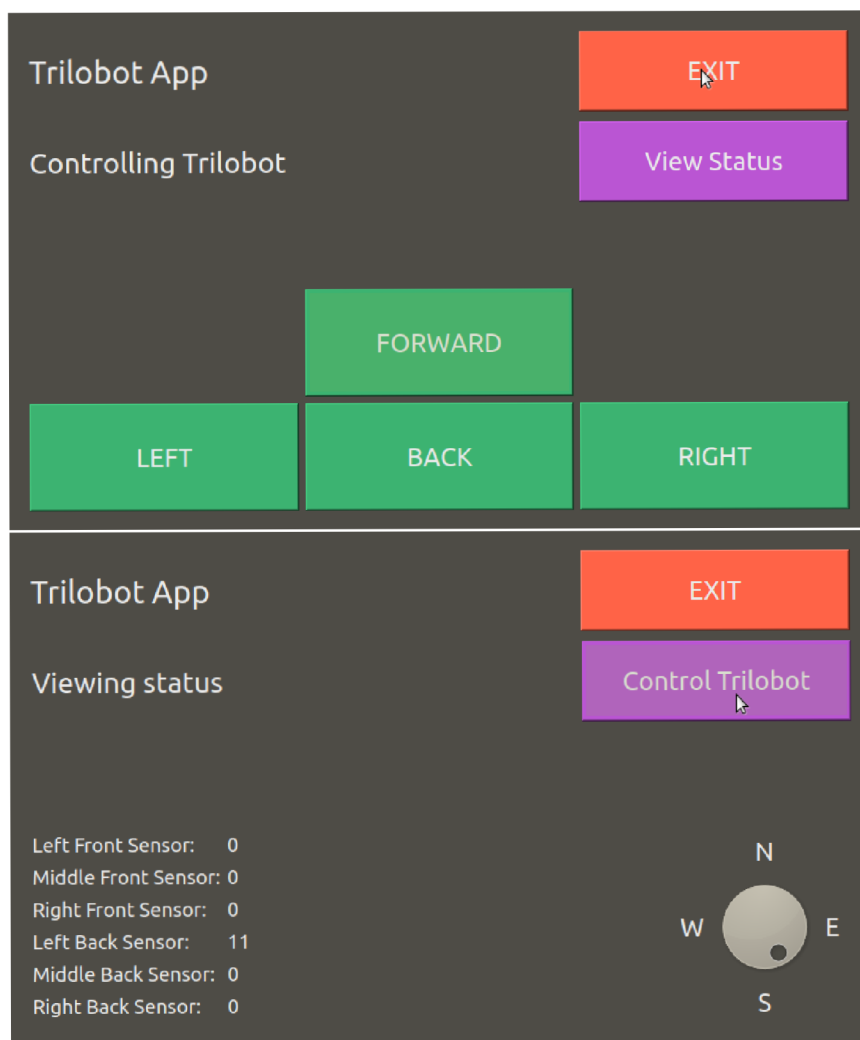 Trilobot App
EXIT
Controlling Trilobot
View Status
FORWARD
LEFT
BACK
RIGHT
Trilobot App
EXIT
Viewing status
Control Trilobot
Left Front Sensor: 0
Middle Front Sensor: 0
Right Front Sensor: 0
Left Back Sensor: 11
Middle Back Sensor: 0
Right Back Sensor: 0
N
W
E
S